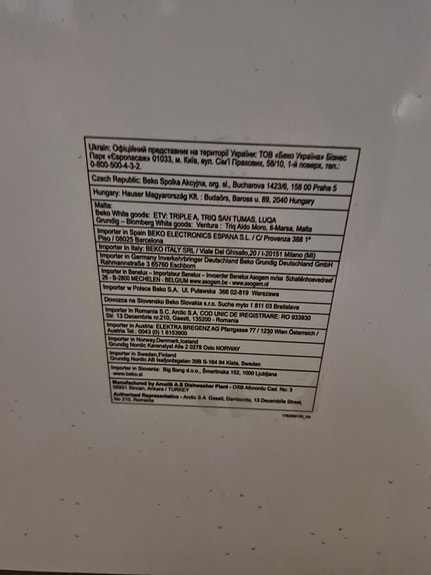 Ukrain: Офіційний представник на території України: ТОВ «Беко Україна» Бізнес
Парк «Європасаж» 01033, м. Київ, вул. Сім'ї Прахових, 58/10, 1-й поверх, тел.:
0-800-500-4-3-2.
Czech Republic: Beko Spolka Akcyjna, org. sl., Bucharova 1423/6, 158 00 Praha 5
Hungary: Hauser Magyarország Kft. : Budaörs, Baross u. 89, 2040 Hungary
Malta:
Beko White goods: ETV: TRIPLE A, TRIQ SAN TUMAS, LUQA
Grundig – Blomberg White goods: Ventura : Triq Aldo Moro, Il-Marsa, Malta
Importer in Spain BEKO ELECTRONICS ESPANA S.L. / C/ Provenza 388 1°
Piso / 08025 Barcelona
Importer in Italy: BEKO ITALY SRL / Viale Del Ghisallo,20 / I-20151 Milano (MI)
Importer in Germany Inverkehrbringer Deutschland Beko Grundig Deutschland GmbH
Rahmannstraße 3 65760 Eschborn
Importer in Benelux – Importateur Benelux – Invoerder Benelux Asogem nv/sa Schaliënhoevedreef
26 - B-2800 MECHELEN - BELGIUM www.asogem.be - www.asogem.be
Importer w Polsce Beko S.A. Ul. Puławska 366 02-819 Warszawa
Dovozca na Slovensko Beko Slovakia s.r.o. Suche myto 1 811 03 Bratislava
Importer in Romania S.C. Arctic S.A. COD UNIC DE IREGISTRARE: RO 933930
Str. 13 Decembrie nr.210, Gaesti, 135200 - Romania
Importer in Austria: ELEKTRA BREGENZ AG Pfarrgasse 77 / 1230 Wien Österreich /
Austria Tel.: 0043 (0) 1 6153900
Importer in Norway,Denmark,Iceland
Grundig Nordic Kärenslyst Alle 2 0278 Oslo NORWAY
Importer in Sweden,Finland
Grundig Nordic AB Isafjordsgatan 39B S-164 94 Kista, Sweden
Importer in Slovenia: Big Bang d.o.o., Šmartinska 152, 1000 Ljubljana
www.beko.si
Manufactured by Arcelik A.S Dishwasher Plant - OSB Altınordu Cad. No: 3
06931 Sincan, Ankara / TURKEY
Authorized Representative - Arctic S.A Gaesti, Dambovita, 13 Decembrie Street,
No 210, Romania